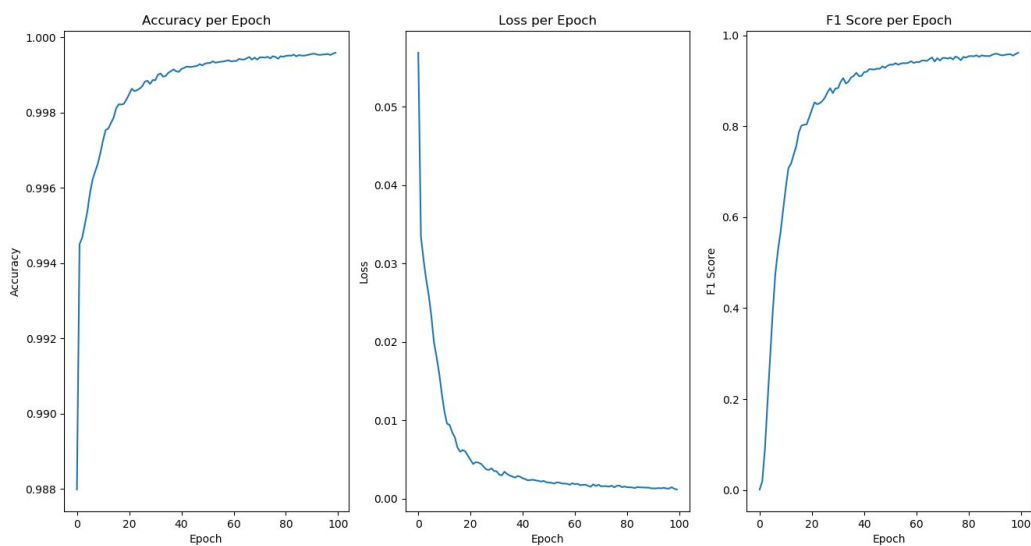 Accuracy per Epoch
1.000
0.998
0.996
0.994
0.992
0.990
0.988
Accuracy
0 20 40 60 80 100
Epoch
Loss per Epoch
0.05
0.04
0.03
0.02
0.01
0.00
Loss
0 20 40 60 80 100
Epoch
F1 Score per Epoch
1.0
0.8
0.6
0.4
0.2
0.0
F1 Score
0 20 40 60 80 100
Epoch